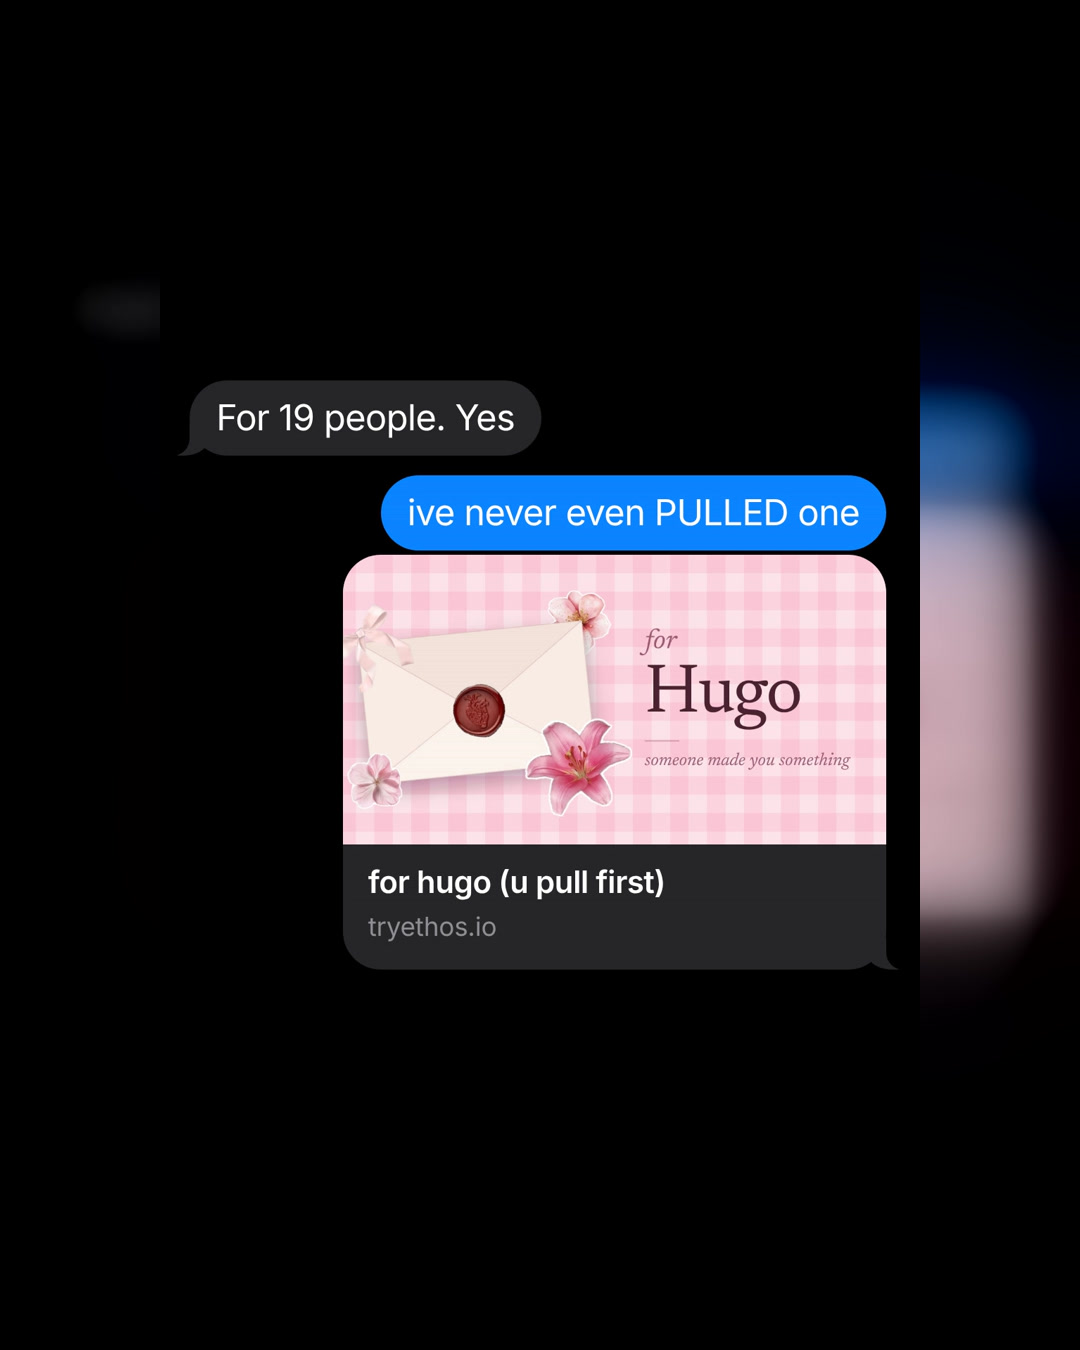 For 19 people. Yes
ive never even PULLED one
for
Hugo
someone made you something
for hugo (u pull first)
tryethos.io